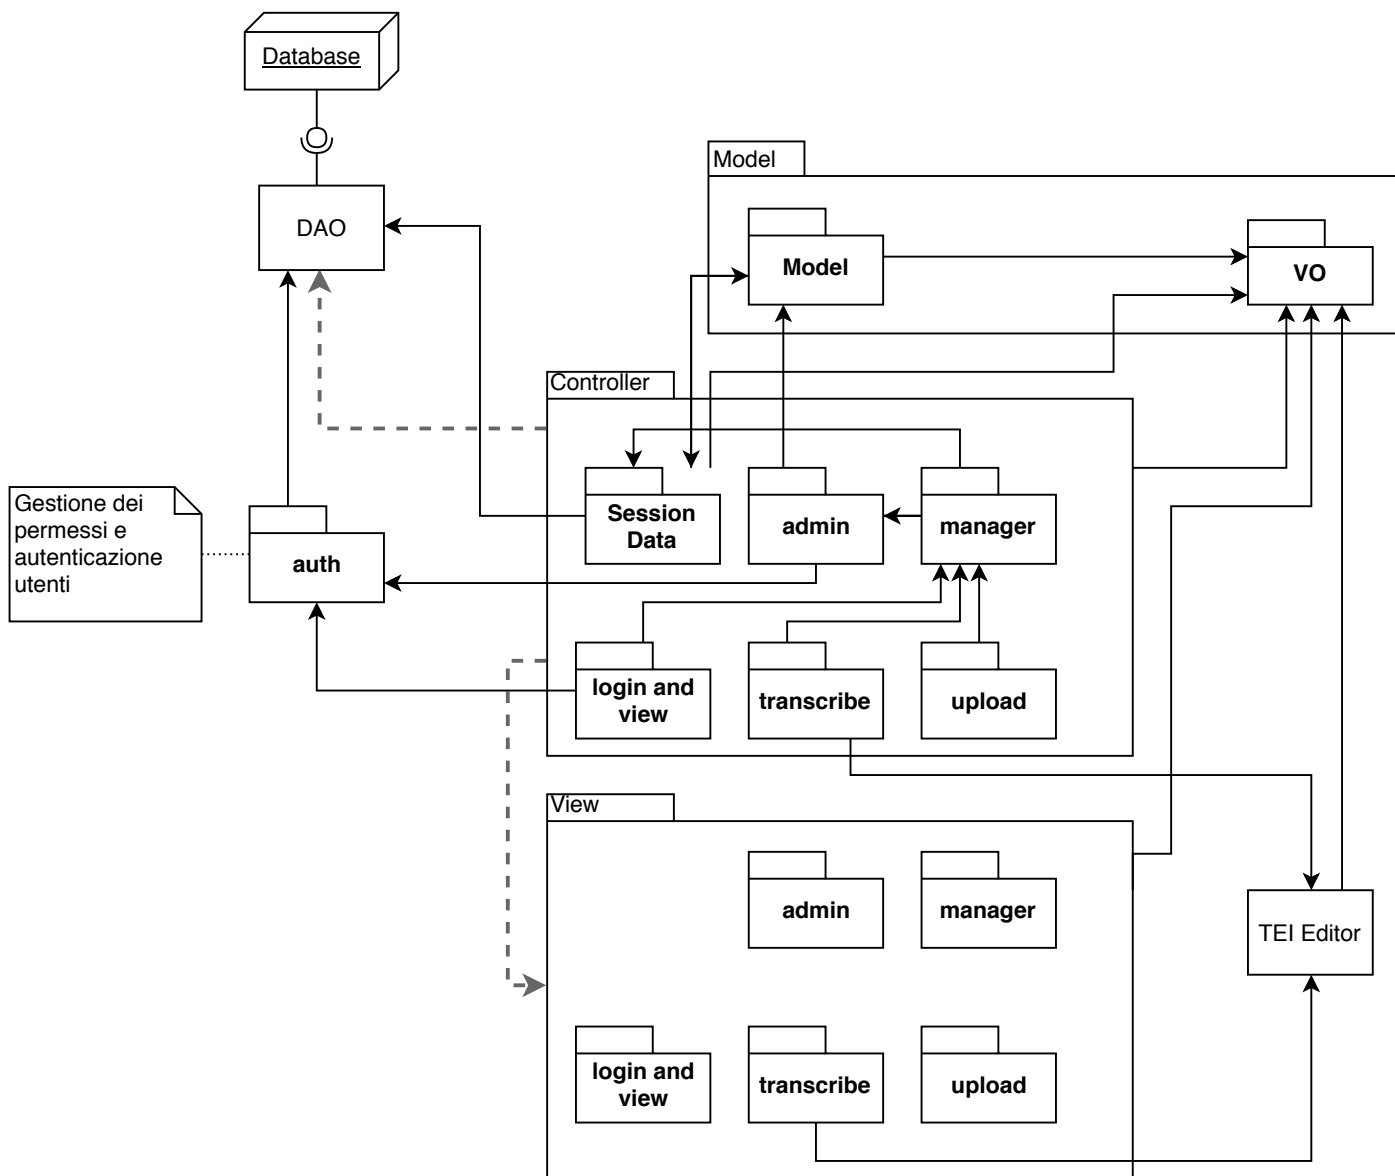 Database
DAO
Model
Model
VO
Controller
Session
Data
admin
manager
Gestione dei
permessi e
autenticazione
utenti
auth
login and
view
transcribe
upload
View
admin
manager
TEI Editor
login and
view
transcribe
upload